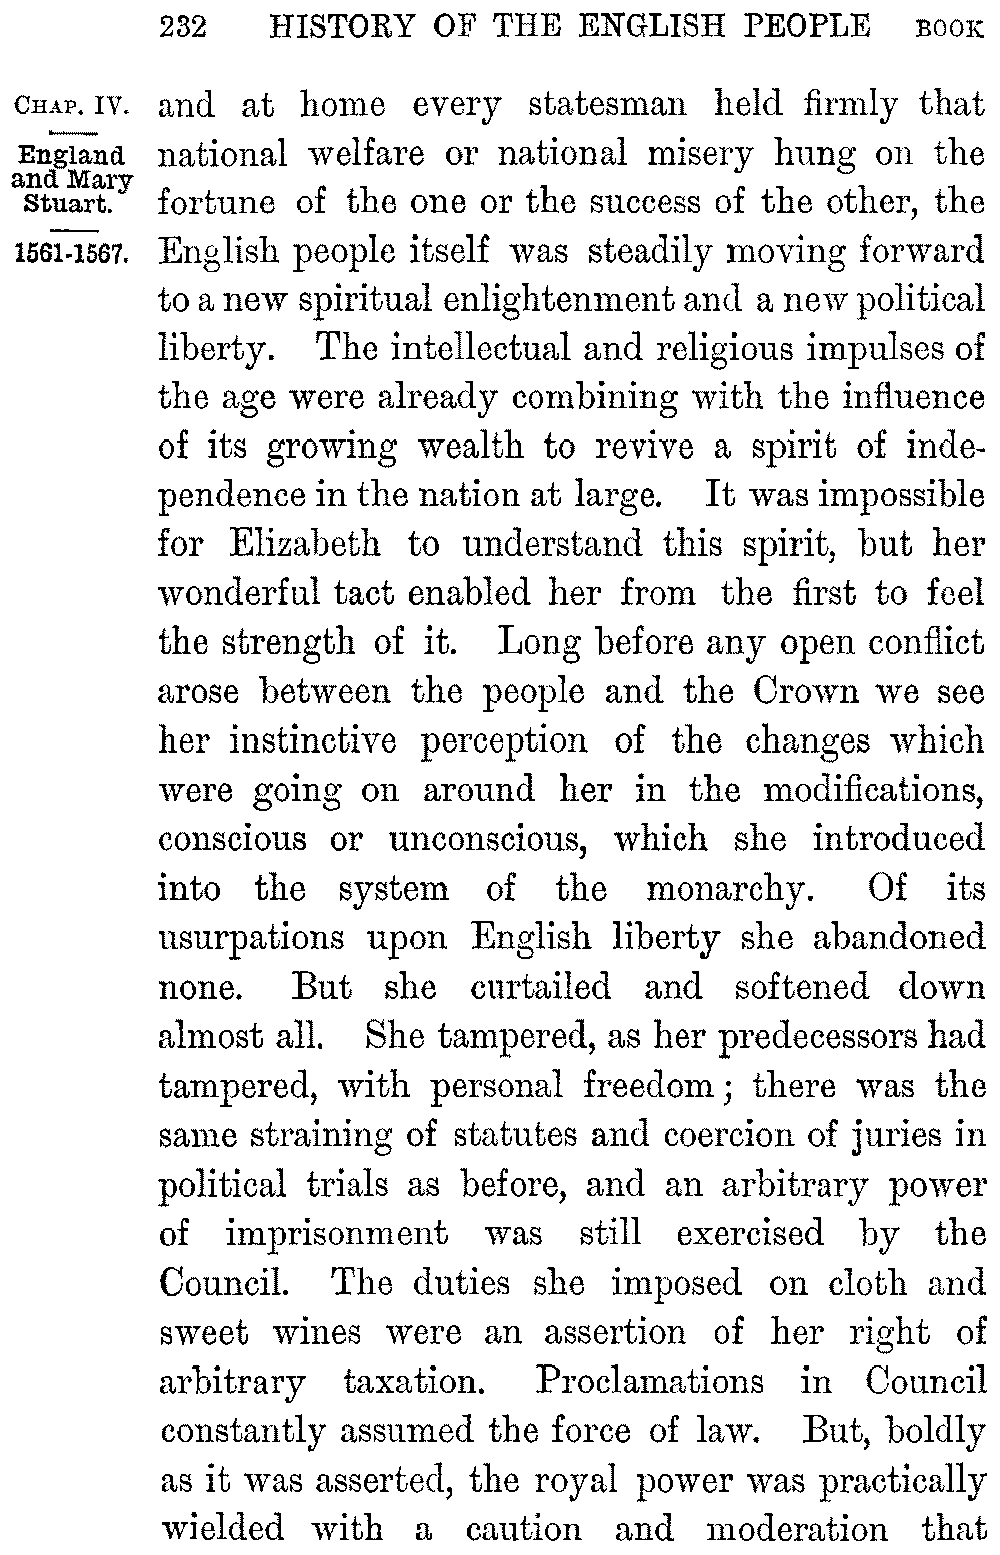 232 HISTORY OF THE ENGLISH PEOPLE BOOK
CHAP. IV.
England
and Mary
Stuart.
1561-1567.
and at home every statesman held firmly that
national welfare or national misery hung on the
fortune of the one or the success of the other, the
English people itself was steadily moving forward
to a new spiritual enlightenment and a new political
liberty. The intellectual and religious impulses of
the age were already combining with the influence
of its growing wealth to revive a spirit of inde-
pendence in the nation at large. It was impossible
for Elizabeth to understand this spirit, but her
wonderful tact enabled her from the first to feel
the strength of it. Long before any open conflict
arose between the people and the Crown we see
her instinctive perception of the changes which
were going on around her in the modifications,
conscious or unconscious, which she introduced
into the system of the monarchy. Of its
usurpations upon English liberty she abandoned
none. But she curtailed and softened down
almost all. She tampered, as her predecessors had
tampered, with personal freedom; there was the
same straining of statutes and coercion of juries in
political trials as before, and an arbitrary power
of imprisonment was still exercised by the
Council. The duties she imposed on cloth and
sweet wines were an assertion of her right of
arbitrary taxation. Proclamations in Council
constantly assumed the force of law. But, boldly
as it was asserted, the royal power was practically
wielded with a caution and moderation that